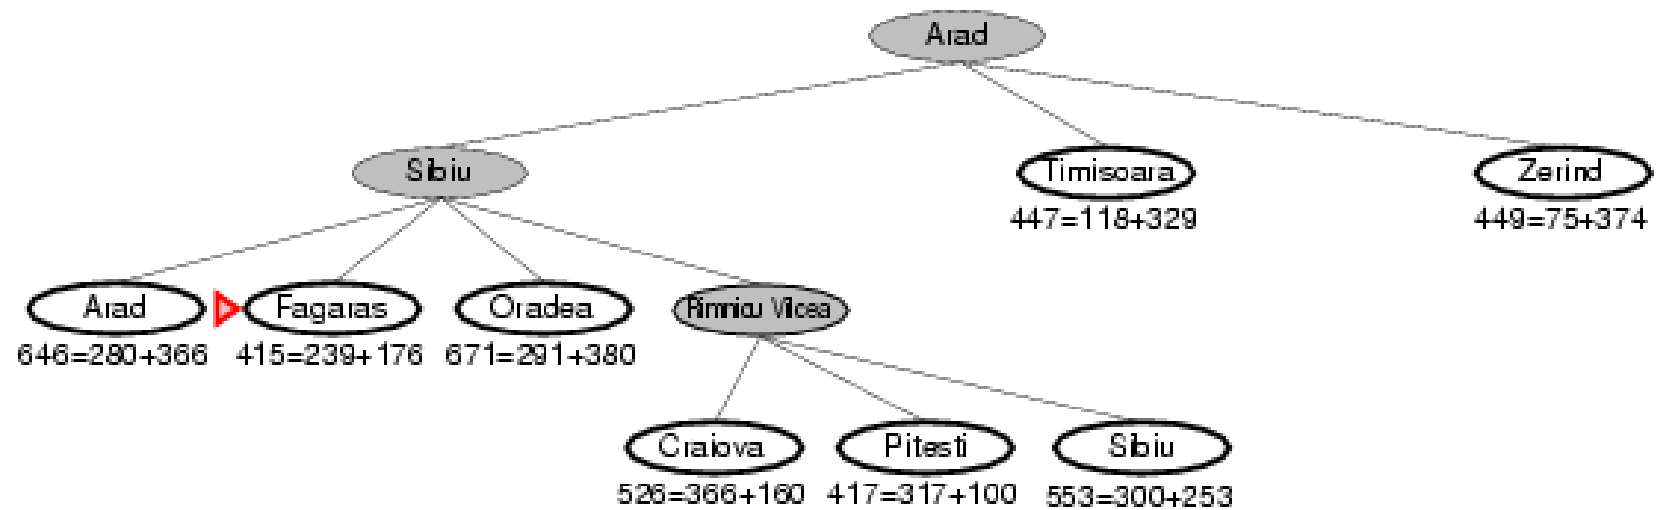 Arad
Sibiu
Timisoara
Zerind
447=118+329
449=75+374
Arad
Fagaras
Oradea
Rimnicu Vilcea
646=280+366
415=239+176
671=291+380
Craiova
Pitesti
Sibiu
526=366+160
417=317+100
553=300+253